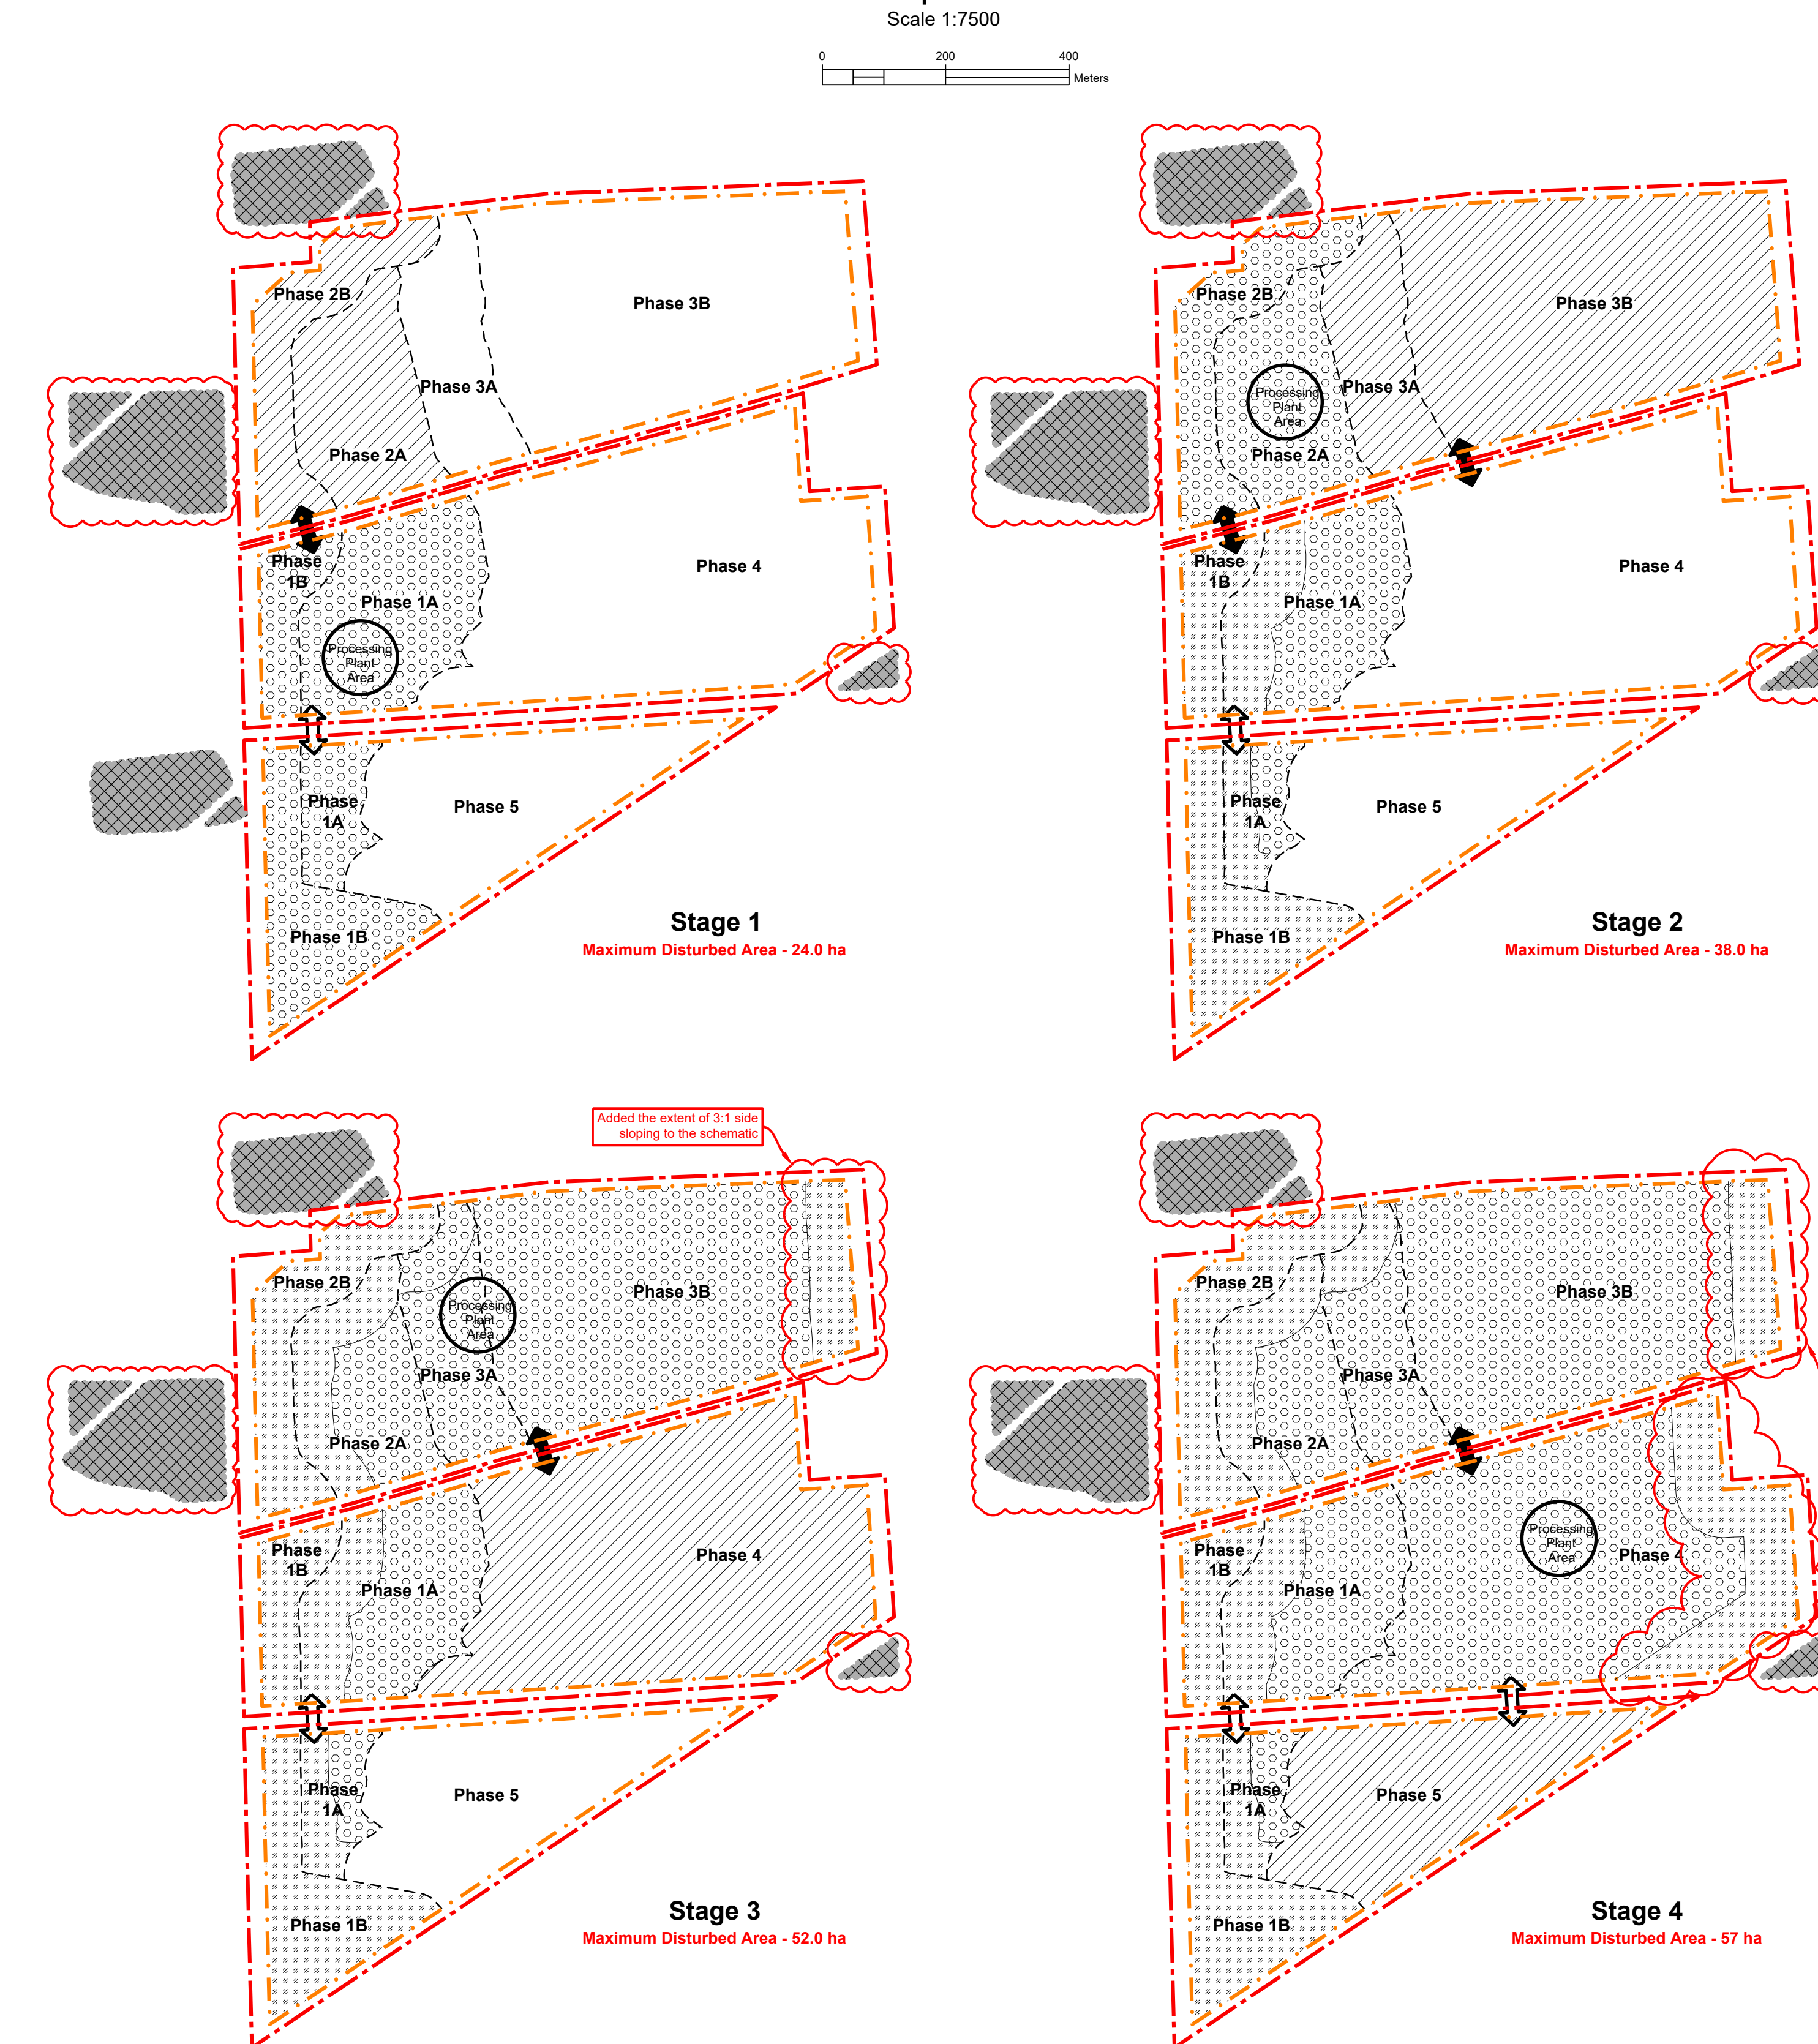 Scale 1:7500
0 200 400
Meters
Phase 2B
Phase 3B
Phase 3A
Phase 2A
Phase
1B
Phase 4
Phase 1A
Processing
Plant
Area
Phase
1A
Phase 5
Phase 1B
Stage 1
Maximum Disturbed Area - 24.0 ha
Phase 2B
Phase 3B
Phase 3A
Processing
Plant
Area
Phase 2A
Phase
1B
Phase 4
Phase 1A
Phase
1A
Phase 5
Phase 1B
Stage 2
Maximum Disturbed Area - 38.0 ha
Added the extent of 3:1 side
sloping to the schematic
Phase 2B
Phase 3B
Processing
Plant
Area
Phase 3A
Phase 2A
Phase
1B
Phase 4
Phase 1A
Phase
1A
Phase 5
Phase 1B
Stage 3
Maximum Disturbed Area - 52.0 ha
Phase 2B
Phase 3B
Phase 3A
Phase 2A
Phase
1B
Processing
Plant
Area
Phase 4
Phase 1A
Phase
1A
Phase 5
Phase 1B
Stage 4
Maximum Disturbed Area - 57 ha